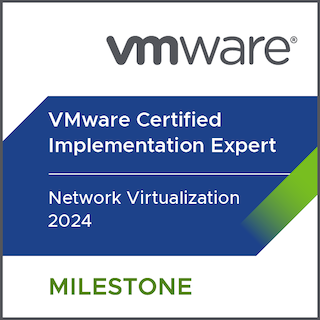 vmware®
VMware Certified
Implementation Expert
Network Virtualization
2024
MILESTONE